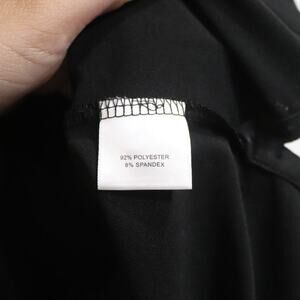 92% POLYESTER
8% SPANDEX